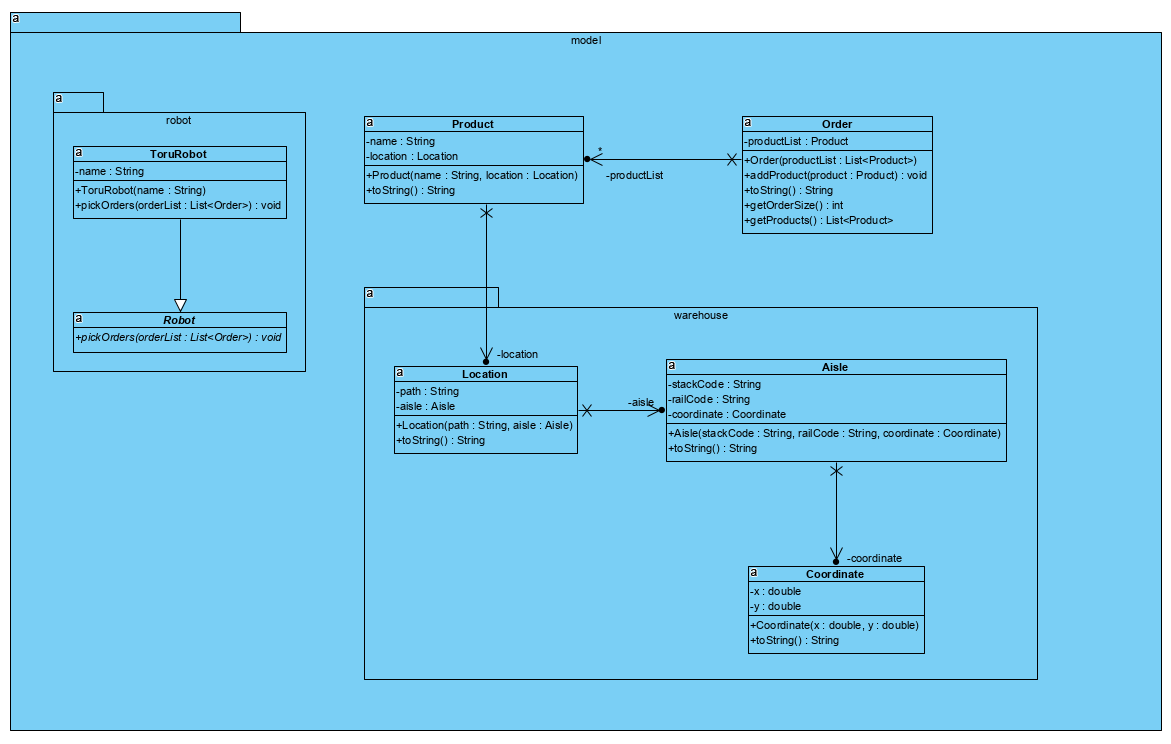 a
model
a
robot
a
ToruRobot
-name : String
+ToruRobot(name : String)
+pickOrders(orderList : List<Order>) : void
a
Robot
+pickOrders(orderList : List<Order>) : void
a
Product
-name : String
-location : Location
+Product(name : String, location : Location)
+toString() : String
*
-productList
a
Order
-productList : Product
+Order(productList : List<Product>)
+addProduct(product : Product) : void
+toString() : String
+getOrderSize() : int
+getProducts() : List<Product>
a
warehouse
-location
a
Location
-path : String
-aisle : Aisle
+Location(path : String, aisle : Aisle)
+toString() : String
-aisle
a
Aisle
-stackCode : String
-railCode : String
-coordinate : Coordinate
+Aisle(stackCode : String, railCode : String, coordinate : Coordinate)
+toString() : String
-coordinate
a
Coordinate
-x : double
-y : double
+Coordinate(x : double, y : double)
+toString() : String